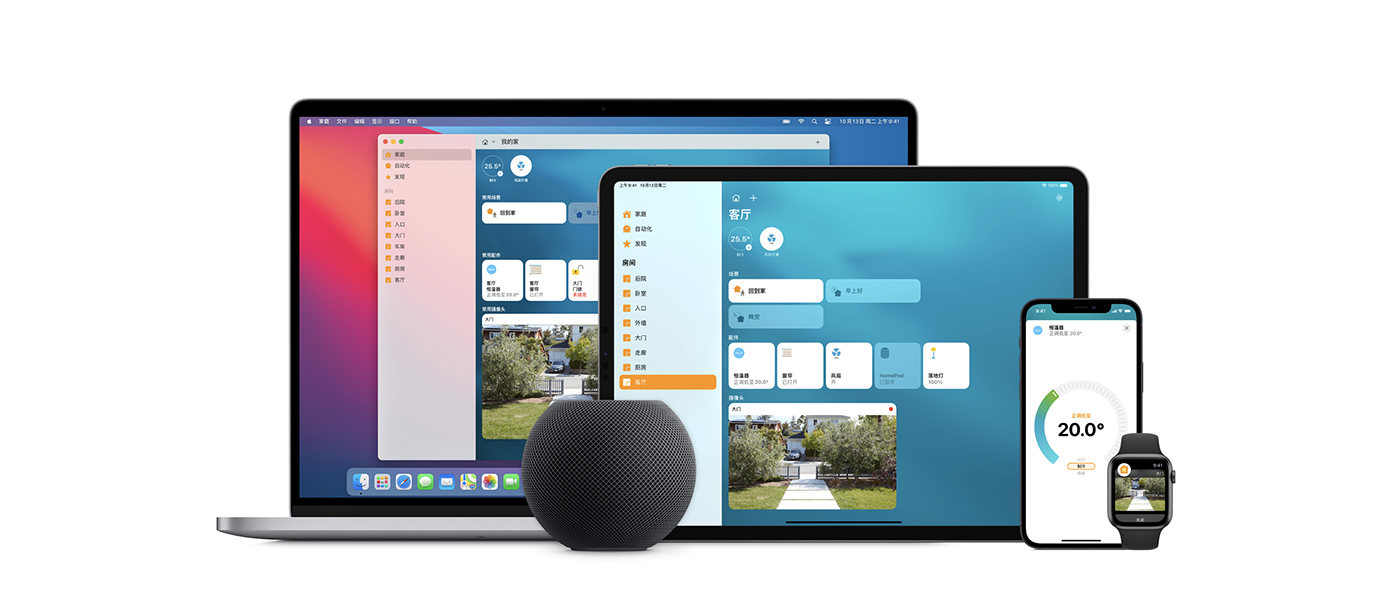 家庭 文件 编辑 显示 窗口 帮助
10月13日 周二 上午9:41
我的家
家庭
自动化
发现
房间
后院
卧室
入口
大门
车库
走廊
厨房
客厅
25.5°
制冷
常用场景
回到家
早上好
常用配件
客厅
恒温器
正调低至 20.0°
客厅
窗帘
已打开
大门
门锁
未锁定
常用摄像头
大门
上午9:41 10月13日周二
100%
家庭
自动化
发现
房间
后院
卧室
入口
外墙
大门
走廊
厨房
客厅
客厅
25.5°
制冷
场景
回到家
早上好
晚安
配件
恒温器
正调低至 20.0°
窗帘
已打开
风扇
开
HomePod
已暂停
落地灯
100%
摄像头
大门
9:41
恒温器
正调低至 20.0°
正调低至
20.0°
制冷
9:41
大门